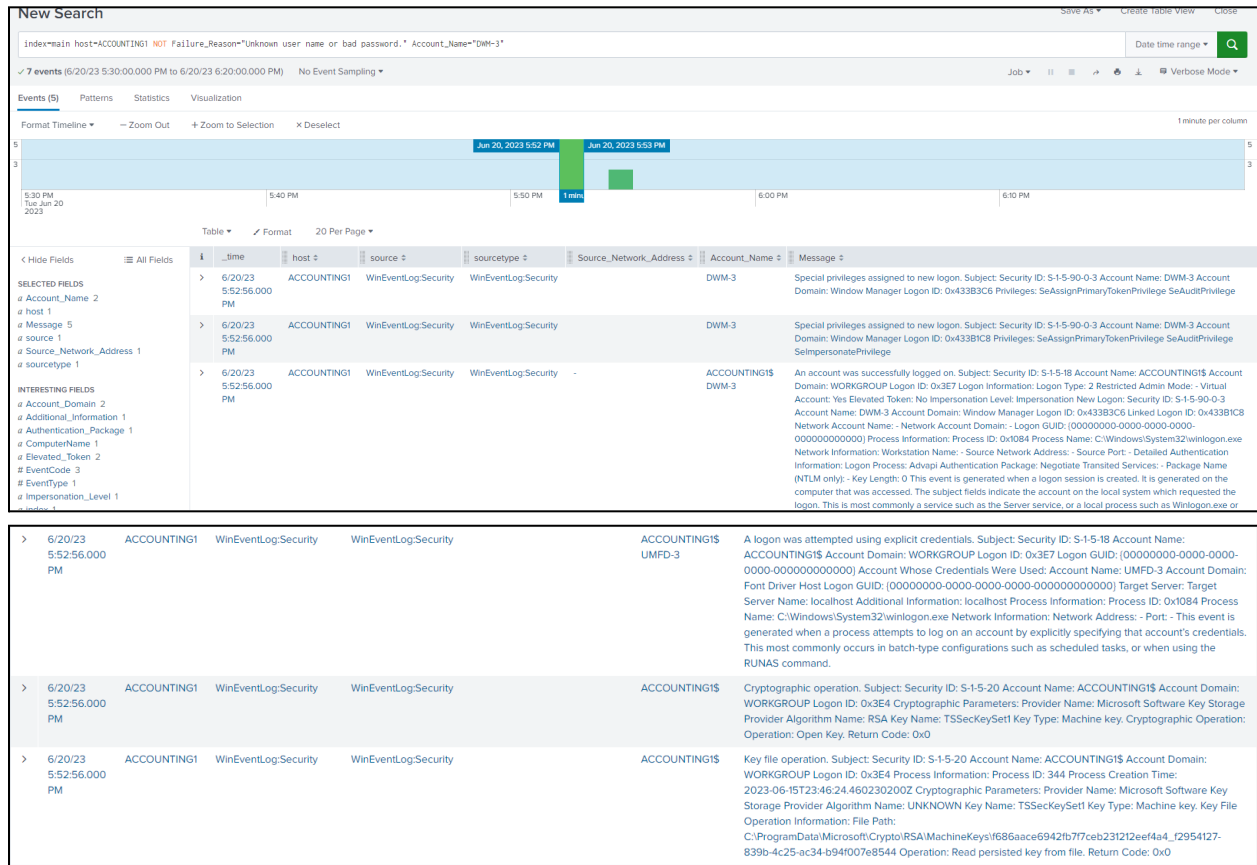 New Search
Save As ▾ Create Table View Close
index=main host=ACCOUNTING1 NOT Failure_Reason="Unknown user name or bad password." Account_Name="DWM-3"
Date time range ▾
✓ 7 events (6/20/23 5:30:00.000 PM to 6/20/23 6:20:00.000 PM) No Event Sampling ▾
Job ▾ Verbose Mode ▾
Events (5) Patterns Statistics Visualization
Format Timeline ▾ – Zoom Out + Zoom to Selection × Deselect
1 minute per column
5 Jun 20, 2023 5:52 PM Jun 20, 2023 5:53 PM 5
3 3
5:30 PM 5:40 PM 5:50 PM 1 minu 6:00 PM 6:10 PM
Tue Jun 20
2023
Table ▾ Format 20 Per Page ▾
< Hide Fields All Fields
SELECTED FIELDS
a Account_Name 2
a host 1
a Message 5
a source 1
a Source_Network_Address 1
a sourcetype 1
INTERESTING FIELDS
a Account_Domain 2
a Additional_Information 1
a Authentication_Package 1
a ComputerName 1
a Elevated_Token 2
# EventCode 3
# EventType 1
a Impersonation_Level 1
a index 1
i _time host source sourcetype Source_Network_Address Account_Name Message
> 6/20/23 ACCOUNTING1 WinEventLog:Security WinEventLog:Security DWM-3 Special privileges assigned to new logon. Subject: Security ID: S-1-5-90-0-3 Account Name: DWM-3 Account
5:52:56.000 Domain: Window Manager Logon ID: 0x433B3C6 Privileges: SeAssignPrimaryTokenPrivilege SeAuditPrivilege
PM
> 6/20/23 ACCOUNTING1 WinEventLog:Security WinEventLog:Security DWM-3 Special privileges assigned to new logon. Subject: Security ID: S-1-5-90-0-3 Account Name: DWM-3 Account
5:52:56.000 Domain: Window Manager Logon ID: 0x433B1C8 Privileges: SeAssignPrimaryTokenPrivilege SeAuditPrivilege
PM SeImpersonatePrivilege
> 6/20/23 ACCOUNTING1 WinEventLog:Security WinEventLog:Security - ACCOUNTING1$ An account was successfully logged on. Subject: Security ID: S-1-5-18 Account Name: ACCOUNTING1$ Account
5:52:56.000 DWM-3 Domain: WORKGROUP Logon ID: 0x3E7 Logon Information: Logon Type: 2 Restricted Admin Mode: - Virtual
PM Account: Yes Elevated Token: No Impersonation Level: Impersonation New Logon: Security ID: S-1-5-90-0-3
Account Name: DWM-3 Account Domain: Window Manager Logon ID: 0x433B3C6 Linked Logon ID: 0x433B1C8
Network Account Name: - Network Account Domain: - Logon GUID: {00000000-0000-0000-0000-
000000000000} Process Information: Process ID: 0x1084 Process Name: C:\Windows\System32\winlogon.exe
Network Information: Workstation Name: - Source Network Address: - Source Port: - Detailed Authentication
Information: Logon Process: Advapi Authentication Package: Negotiate Transited Services: - Package Name
(NTLM only): - Key Length: 0 This event is generated when a logon session is created. It is generated on the
computer that was accessed. The subject fields indicate the account on the local system which requested the
logon. This is most commonly a service such as the Server service, or a local process such as Winlogon.exe or
> 6/20/23 ACCOUNTING1 WinEventLog:Security WinEventLog:Security ACCOUNTING1$ A logon was attempted using explicit credentials. Subject: Security ID: S-1-5-18 Account Name:
5:52:56.000 UMFD-3 ACCOUNTING1$ Account Domain: WORKGROUP Logon ID: 0x3E7 Logon GUID: {00000000-0000-0000-
PM 0000-000000000000} Account Whose Credentials Were Used: Account Name: UMFD-3 Account Domain:
Font Driver Host Logon GUID: {00000000-0000-0000-0000-000000000000} Target Server: Target
Server Name: localhost Additional Information: localhost Process Information: Process ID: 0x1084 Process
Name: C:\Windows\System32\winlogon.exe Network Information: Network Address: - Port: - This event is
generated when a process attempts to log on an account by explicitly specifying that account's credentials.
This most commonly occurs in batch-type configurations such as scheduled tasks, or when using the
RUNAS command.
> 6/20/23 ACCOUNTING1 WinEventLog:Security WinEventLog:Security ACCOUNTING1$ Cryptographic operation. Subject: Security ID: S-1-5-20 Account Name: ACCOUNTING1$ Account Domain:
5:52:56.000 WORKGROUP Logon ID: 0x3E4 Cryptographic Parameters: Provider Name: Microsoft Software Key Storage
PM Provider Algorithm Name: RSA Key Name: TSSecKeySet1 Key Type: Machine key. Cryptographic Operation:
Operation: Open Key. Return Code: 0x0
> 6/20/23 ACCOUNTING1 WinEventLog:Security WinEventLog:Security ACCOUNTING1$ Key file operation. Subject: Security ID: S-1-5-20 Account Name: ACCOUNTING1$ Account Domain:
5:52:56.000 WORKGROUP Logon ID: 0x3E4 Process Information: Process ID: 344 Process Creation Time:
PM 2023-06-15T23:46:24.460230200Z Cryptographic Parameters: Provider Name: Microsoft Software Key
Storage Provider Algorithm Name: UNKNOWN Key Name: TSSecKeySet1 Key Type: Machine key. Key File
Operation Information: File Path:
C:\ProgramData\Microsoft\Crypto\RSA\MachineKeys\f686aace6942fb7f7ceb231212eef4a4_f2954127-
839b-4c25-ac34-b94f007e8544 Operation: Read persisted key from file. Return Code: 0x0